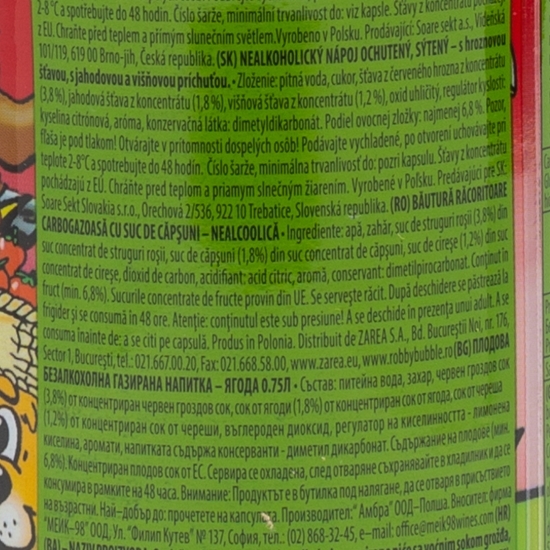 2-8°C a spotřebujte do 48 hodin. Číslo šarže, minimální trvanlivost do: viz kapsle. Šťávy z koncentrátu
z EU. Chraňte před teplem a přímým slunečním světlem. Vyrobeno v Polsku. Prodávající: Soare sekt a.s., Vídeňská
101/119, 619 00 Brno-jih, Česká republika. (SK) NEALKOHOLICKÝ NÁPOJ OCHUTENÝ, SÝTENÝ – s hroznovou
šťavou, s jahodovou a višňovou príchuťou. • Zloženie: pitná voda, cukor, šťava z červeného hrozna z koncentrátu
(3,8%), jahodová šťava z koncentrátu (1,8%), višňová šťava z koncentrátu (1,2%), oxid uhličitý, regulátor kyslosti:
kyselina citrónová, aróma, konzervačná látka: dimetyldikarbonát. Podiel ovocnej zložky: najmenej 6,8%. Pozor,
fľaša je pod tlakom! Otvárajte v prítomnosti dospelých osôb! Podávajte vychladené, po otvorení uchovávajte pri
teplote 2-8°C a spotrebujte do 48 hodín. Číslo šarže, minimálna trvanlivosť do: pozri kapsula. Šťavy z koncentrátu
pochádzajú z EÚ. Chráňte pred teplom a priamym slnečným žiarením. Vyrobené v Poľsku. Predávajúci pre SK:
Soare Sekt Slovakia s.r.o., Orechová 2/536, 922 10 Trebatice, Slovenská republika. (RO) BĂUTURĂ RĂCORITOARE
CARBOGAZOASĂ CU SUC DE CĂPȘUNI – NEALCOOLICĂ • Ingrediente: apă, zahăr, suc de struguri roșii (3,8%) din
suc concentrat de struguri roșii, suc de căpșuni (1,8%) din suc concentrat de căpșuni, suc de cireșe (1,2%) din suc
concentrat de cireșe, dioxid de carbon, acidifiant: acid citric, aromă, conservant: dimetilpirocarbonat. Conținut de
fruct (min. 6,8%). Sucurile concentrate de fructe provin din UE. Se servește răcit. După deschidere se păstrează la
frigider și se consumă în 48 ore. Atenție: conținutul este sub presiune! A se deschide în prezența unui adult. A se
consuma înainte de: a se citi pe capsulă. Produs in Polonia. Distribuit de ZAREA S.A., Bd. Bucureștii Noi, nr. 176,
Sector 1, București, tel.: 021.667.00.20, Fax: 021.668.58.00, www.zarea.eu, www.robbybubble.ro (BG) ПЛОДОВА
БЕЗАЛКОХОЛНА ГАЗИРАНА НАПИТКА – ЯГОДА 0.75Л • Състав: питейна вода, захар, червен гроздов сок
(3,8%) от концентриран червен гроздов сок, сок от ягоди (1,8%) от концентриран сок от ягоди, сок от череша
(1,2%) от концентриран сок от череши, въглероден диоксид, регулатор на киселинността - лимонена
киселина, аромати, напитката съдържа консерванти - диметил дикарбонат. Съдържание на плодове (мин.
6,8%). Концентриран плодов сок от ЕС. Сервира се охладена, след отваряне съхранявайте в хладилник и да се
консумира в рамките на 48 часа. Внимание: Продуктът е в бутилка под налягане, да се отваря в присъствието
на възрастни. Най-добър до: прочетете на капсулата. Производител: "Амбра" ООД–Полша. Вносител: фирма
"МЕЙК–98" ООД, Ул. "Филип Кутев" № 137, София, тел.: (02) 868-32-45, e-mail: office@meik98wines.com (HR)